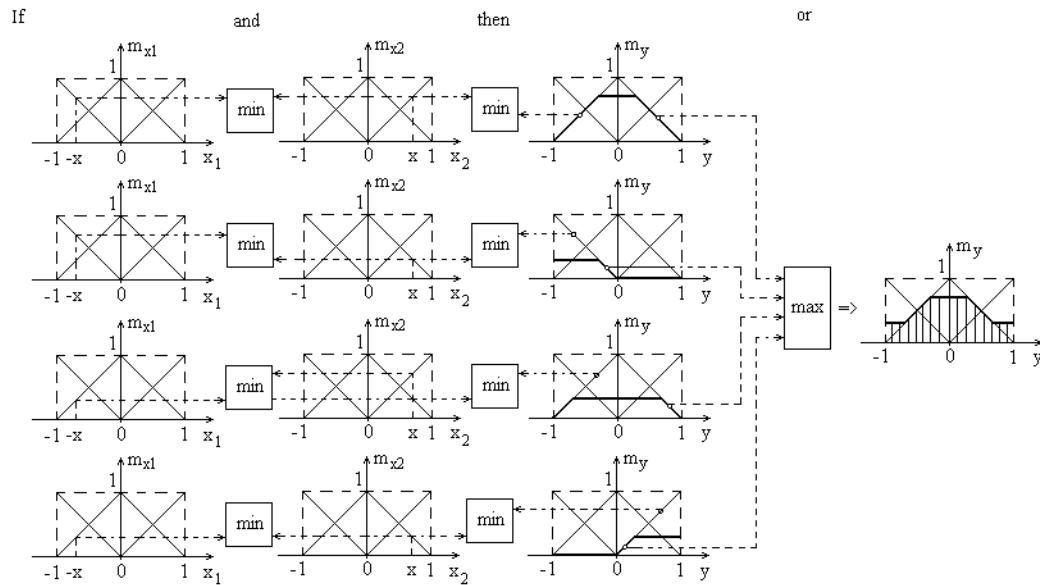 If and then or
m_x1 m_x2 m_y
1 1 1
min min
-1 -x 0 1 x_1 -1 0 x 1 x_2 -1 0 1 y
m_x1 m_x2 m_y
1 1 1
min min
-1 -x 0 1 x_1 -1 0 x 1 x_2 -1 0 1 y
m_y
1
max =>
-1 0 1 y
m_x1 m_x2 m_y
1 1 1
min min
-1 -x 0 1 x_1 -1 0 x 1 x_2 -1 0 1 y
m_x1 m_x2 m_y
1 1 1
min min
-1 -x 0 1 x_1 -1 0 x 1 x_2 -1 0 1 y